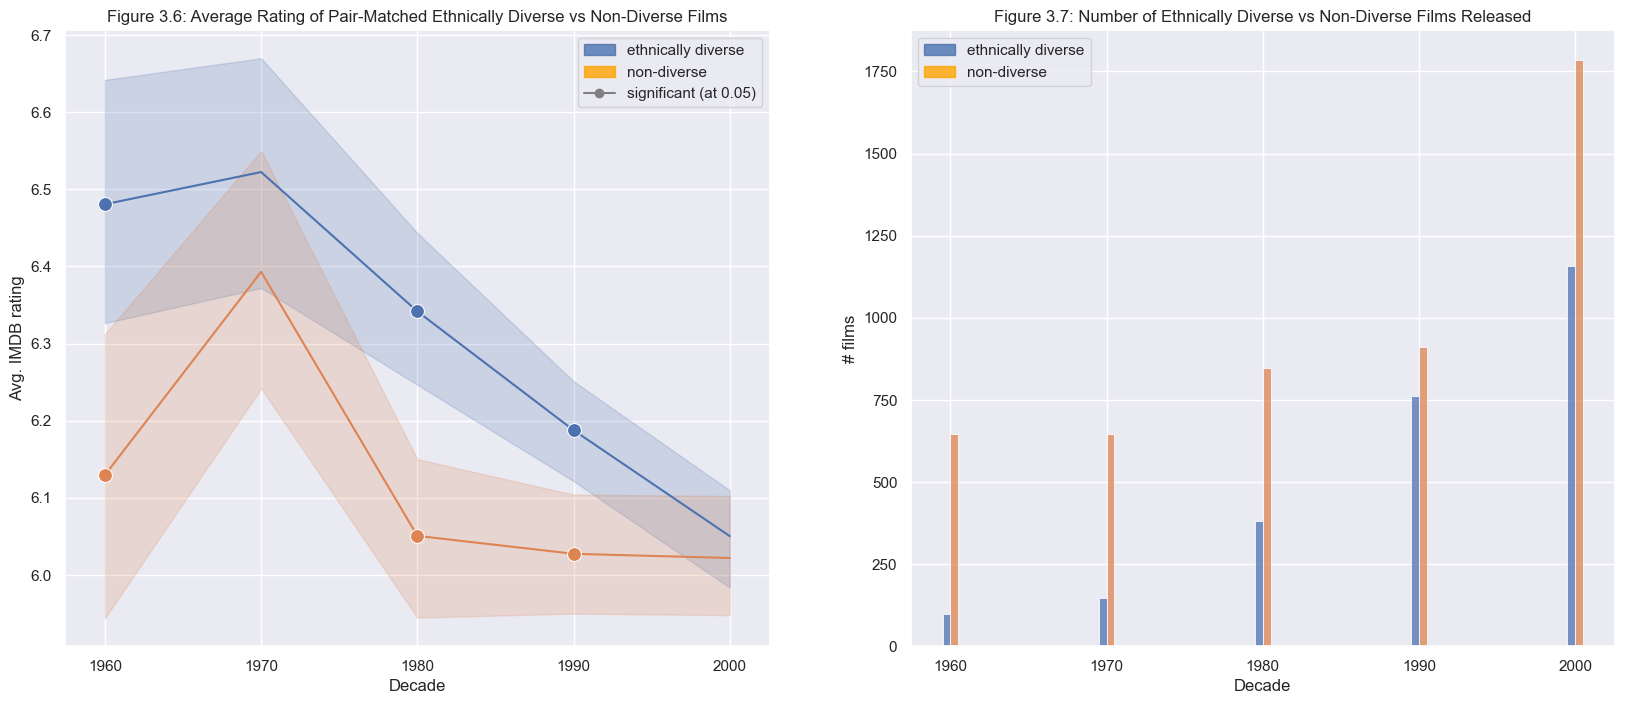 Figure 3.6: Average Rating of Pair-Matched Ethnically Diverse vs Non-Diverse Films
ethnically diverse
non-diverse
significant (at 0.05)
Avg. IMDB rating
6.7
6.6
6.5
6.4
6.3
6.2
6.1
6.0
1960 1970 1980 1990 2000
Decade
Figure 3.7: Number of Ethnically Diverse vs Non-Diverse Films Released
ethnically diverse
non-diverse
# films
1750
1500
1250
1000
750
500
250
0
1960 1970 1980 1990 2000
Decade